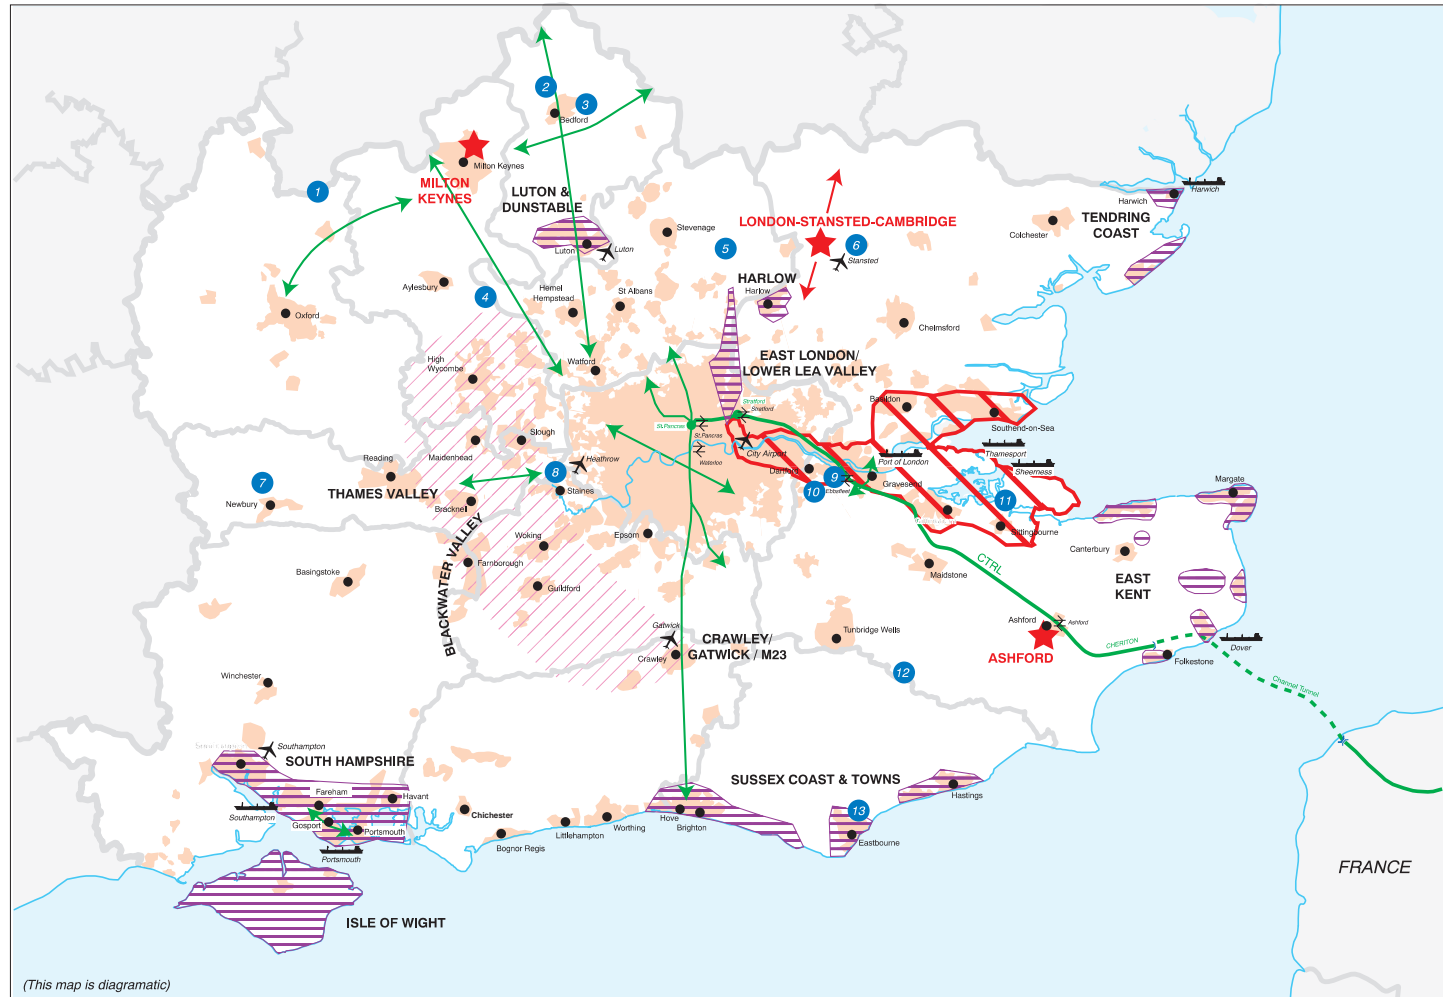 2
3
Bedford
Milton Keynes
MILTON
KEYNES
1
LUTON &
DUNSTABLE
Luton
Luton
Stevenage
5
LONDON-STANSTED-CAMBRIDGE
6
Stansted
Harwich
Harwich
TENDRING
COAST
Colchester
HARLOW
Harlow
Aylesbury
4
Hemel
Hempstead
St Albans
Oxford
Chelmsford
High
Wycombe
Watford
EAST LONDON/
LOWER LEA VALLEY
Stratford
Stratford
St.Pancras
St.Pancras
Waterloo
City Airport
Basildon
Southend-on-Sea
Thamesport
Sheerness
Port of London
Slough
Maidenhead
Reading
Heathrow
8
Staines
THAMES VALLEY
Bracknell
7
Newbury
Dartford
9
10
Ebbsfleet
Gravesend
11
Sittingbourne
Margate
Canterbury
EAST
KENT
BLACKWATER VALLEY
Woking
Epsom
Farnborough
Guildford
Basingstoke
Maidstone
CTRL
Ashford
Ashford
ASHFORD
CHERITON
Folkestone
Dover
Channel Tunnel
Gatwick
Crawley
CRAWLEY/
GATWICK / M23
Tunbridge Wells
12
Winchester
Southampton
SOUTH HAMPSHIRE
Fareham
Havant
Southampton
Gosport
Portsmouth
Portsmouth
Chichester
Bognor Regis
Littlehampton
Worthing
Hove
Brighton
SUSSEX COAST & TOWNS
13
Eastbourne
Hastings
ISLE OF WIGHT
FRANCE
(This map is diagramatic)